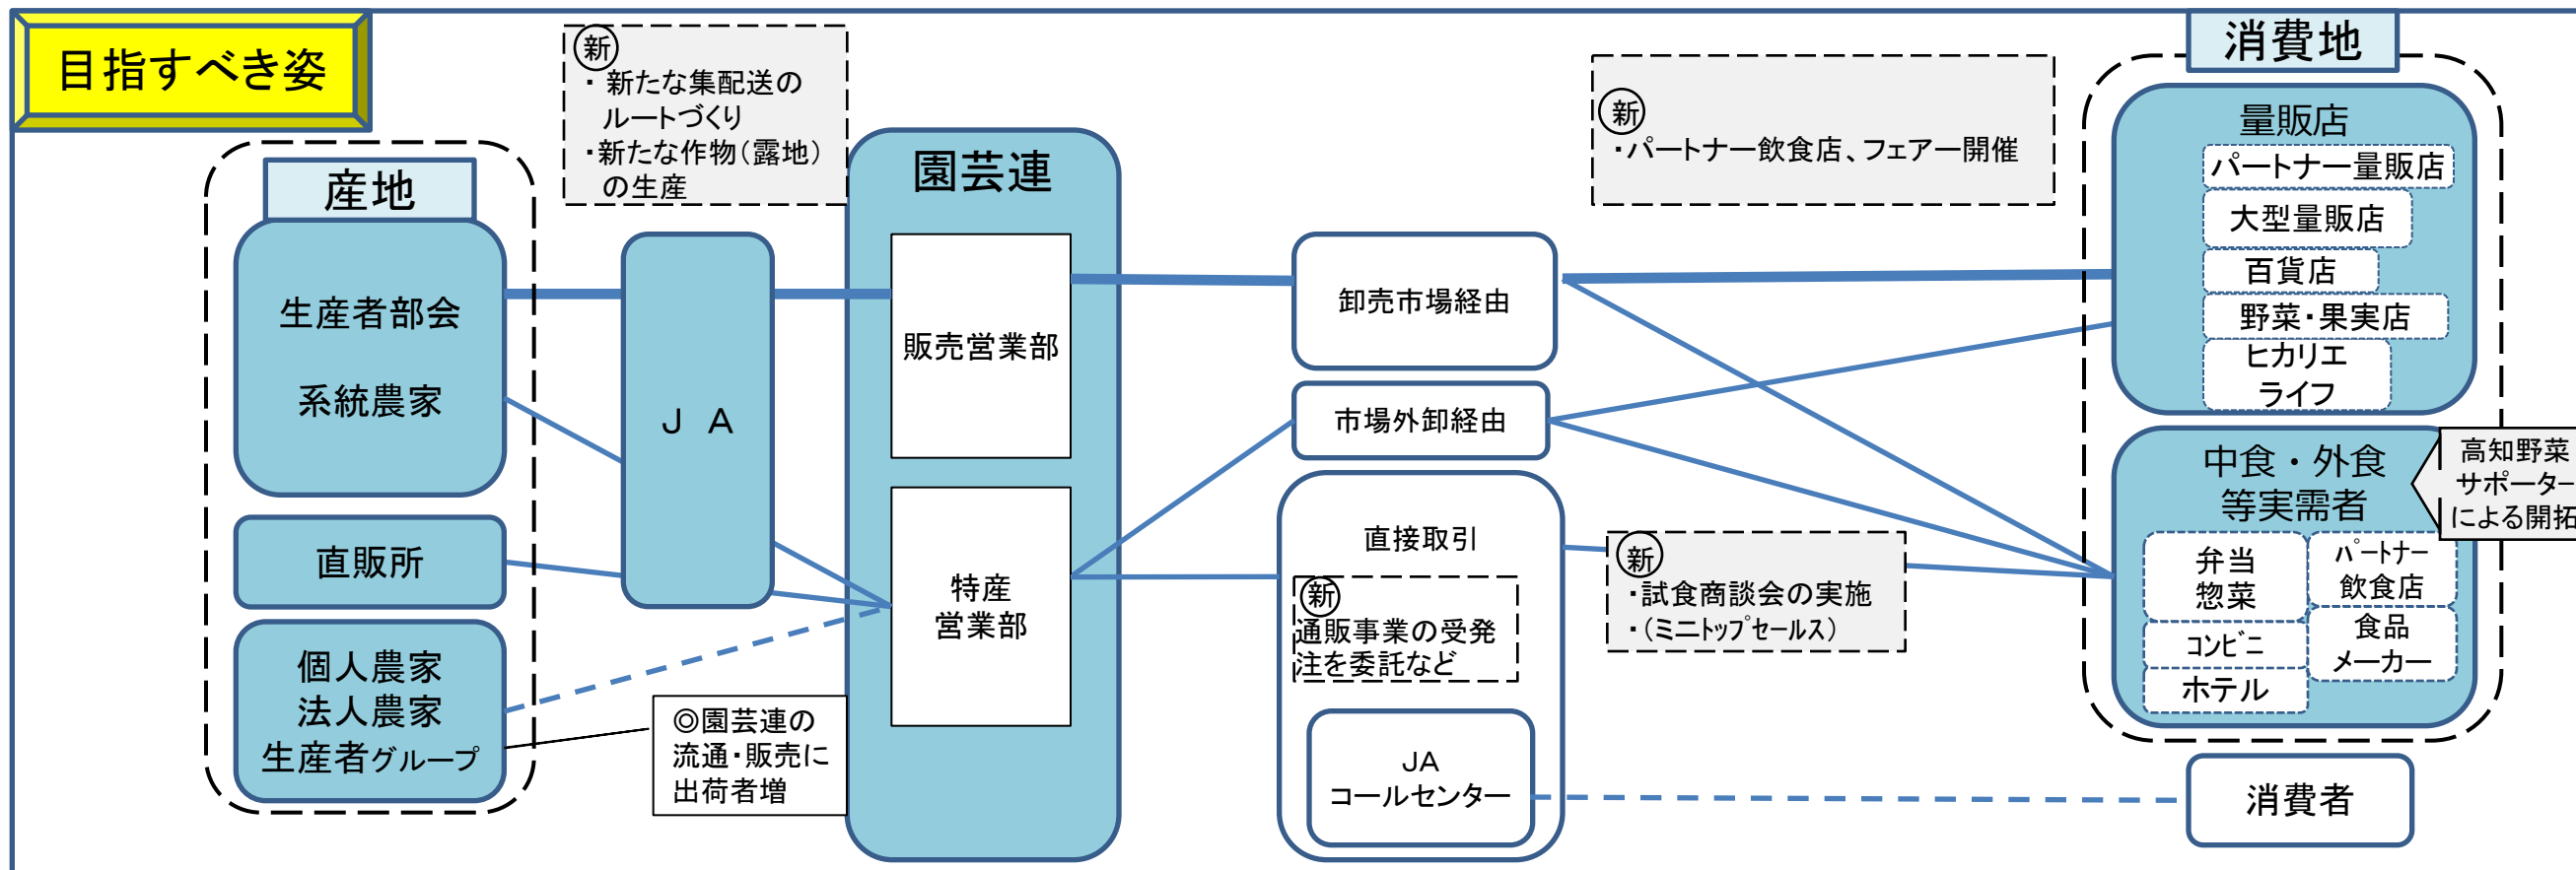 目指すべき姿
産地
生産者部会
系統農家
直販所
個人農家
法人農家
生産者グループ
新
・ 新たな集配送の
ルートづくり
・新たな作物（露地）
の生産
ＪＡ
◎園芸連の
流通・販売に
出荷者増
園芸連
販売営業部
特産
営業部
卸売市場経由
市場外卸経由
直接取引
新
通販事業の受発
注を委託など
JA
コールセンター
新
・パートナー飲食店、フェアー開催
新
・試食商談会の実施
・（ミニトップセールス）
消費地
量販店
パートナー量販店
大型量販店
百貨店
野菜・果実店
ヒカリエ
ライフ
中食・外食
等実需者
弁当
惣菜
コンビニ
ホテル
パートナー
飲食店
食品
メーカー
高知野菜
サポーター
による開拓
消費者